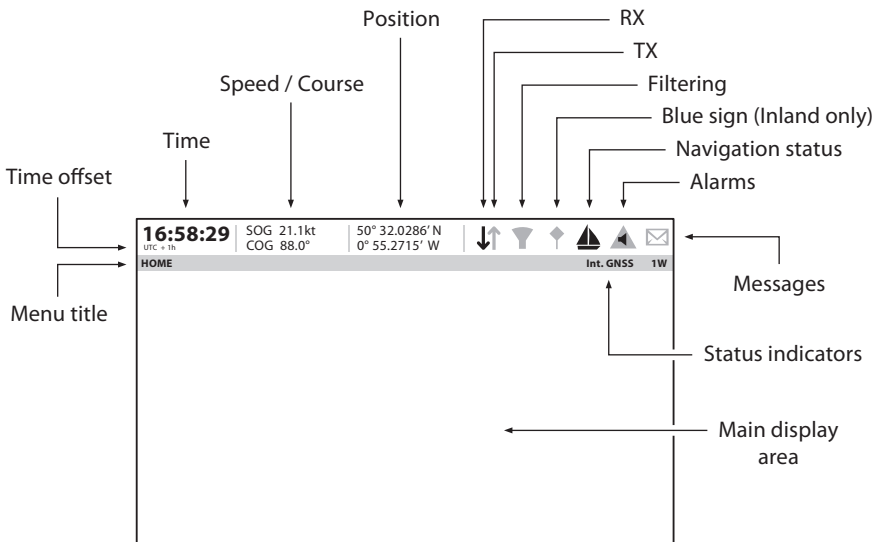 Position
RX
TX
Speed / Course
Filtering
Blue sign (Inland only)
Time
Navigation status
Time offset
Alarms
16:58:29
UTC + 1h
SOG 21.1kt
COG 88.0°
50° 32.0286′ N
0° 55.2715′ W
HOME
Int. GNSS 1W
Messages
Menu title
Status indicators
Main display
area